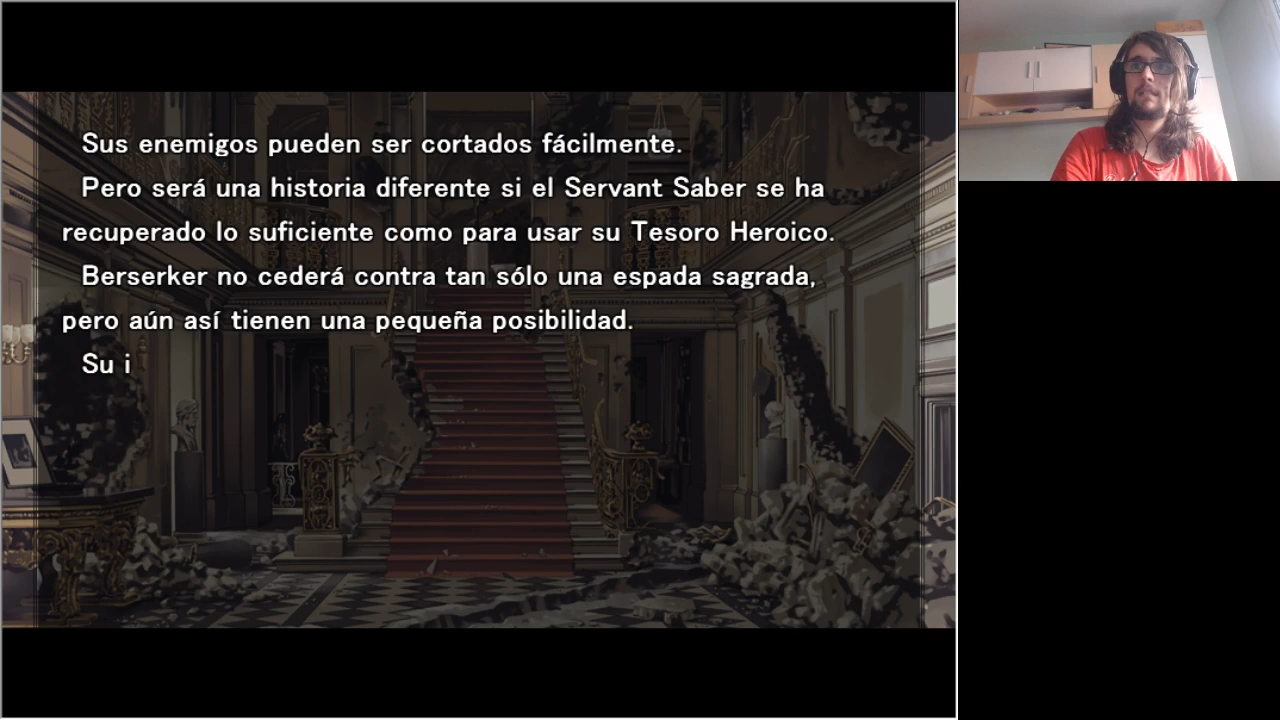 Sus enemigos pueden ser cortados fácilmente.
Pero será una historia diferente si el Servant Saber se ha
recuperado lo suficiente como para usar su Tesoro Heroico.
Berserker no cederá contra tan sólo una espada sagrada,
pero aún así tienen una pequeña posibilidad.
Su i